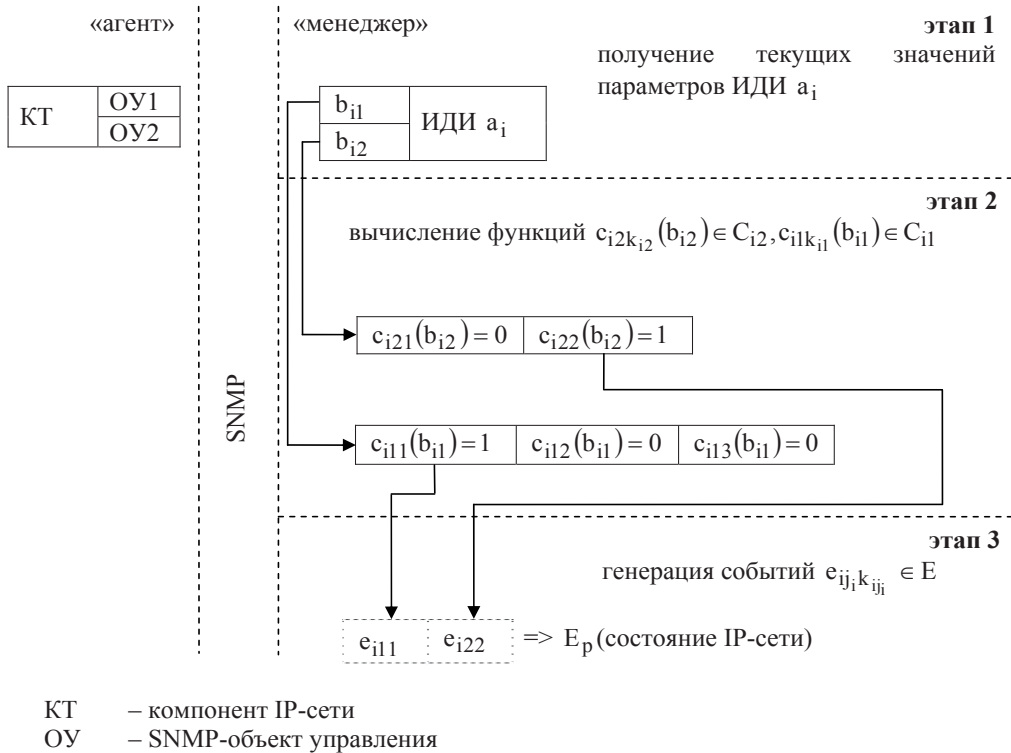 «агент» «менеджер» этап 1
получение текущих значений
параметров ИДИ a_i
КТ ОУ1 b_i1 ИДИ a_i
ОУ2 b_i2
этап 2
вычисление функций c_i2k_i2(b_i2) ∈ C_i2, c_i1k_i1(b_i1) ∈ C_i1
c_i21(b_i2) = 0 c_i22(b_i2) = 1
SNMP
c_i11(b_i1) = 1 c_i12(b_i1) = 0 c_i13(b_i1) = 0
этап 3
генерация событий e_ij_ik_ij_i ∈ E
e_i11 e_i22 => E_p (состояние IP-сети)
КТ – компонент IP-сети
ОУ – SNMP-объект управления